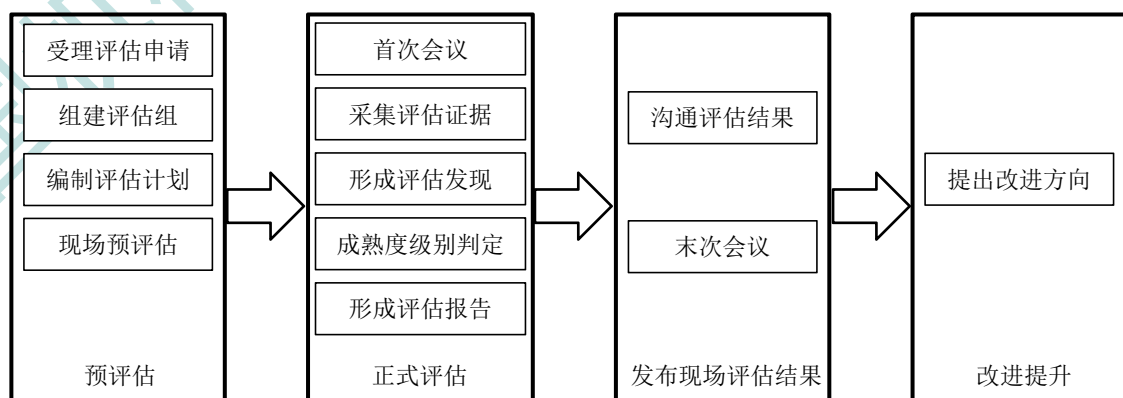 受理评估申请
组建评估组
编制评估计划
现场预评估
预评估
首次会议
采集评估证据
形成评估发现
成熟度级别判定
形成评估报告
正式评估
沟通评估结果
末次会议
发布现场评估结果
提出改进方向
改进提升